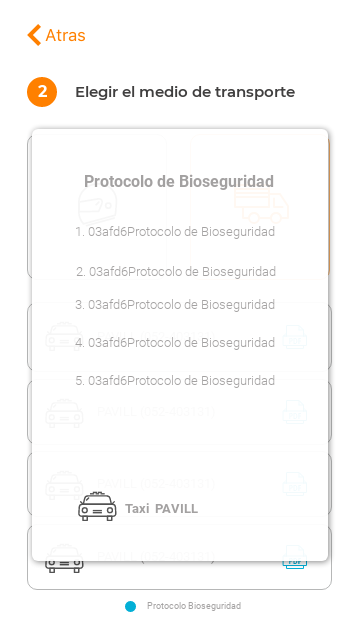 Atras
2 Elegir el medio de transporte
Protocolo de Bioseguridad
1. 03afd6Protocolo de Bioseguridad
2. 03afd6Protocolo de Bioseguridad
3. 03afd6Protocolo de Bioseguridad
4. 03afd6Protocolo de Bioseguridad
5. 03afd6Protocolo de Bioseguridad
Taxi PAVILL
PDF
Protocolo Bioseguridad